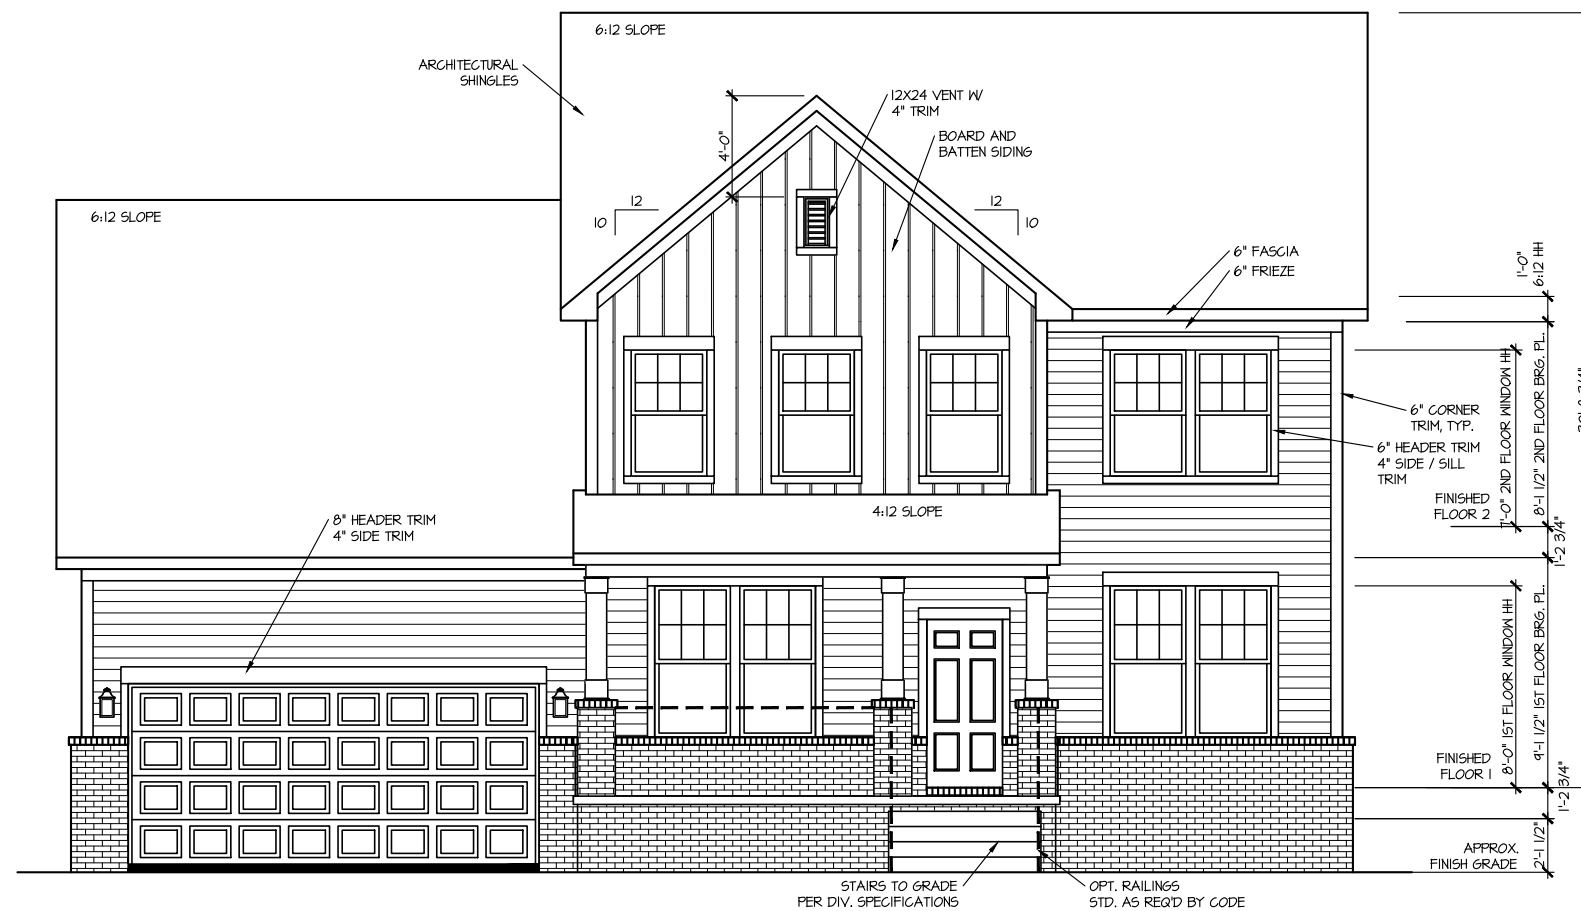 6:12 SLOPE
ARCHITECTURAL
SHINGLES
12X24 VENT W/
4" TRIM
4'-0"
BOARD AND
BATTEN SIDING
12
10
12
10
6:12 SLOPE
6" FASCIA
6" FRIEZE
1'-0"
6:12 HH
6" CORNER
TRIM, TYP.
6" HEADER TRIM
4" SIDE / SILL
TRIM
7'-0" 2ND FLOOR WINDOW HH
8'-1 1/2" 2ND FLOOR BRG. PL.
FINISHED
FLOOR 2
4:12 SLOPE
8" HEADER TRIM
4" SIDE TRIM
1'-2 3/4"
8'-0" 1ST FLOOR WINDOW HH
9'-1 1/2" 1ST FLOOR BRG. PL.
FINISHED
FLOOR 1
1'-2 3/4"
2'-1 1/2"
APPROX.
FINISH GRADE
STAIRS TO GRADE
PER DIV. SPECIFICATIONS
OPT. RAILINGS
STD. AS REQ'D BY CODE